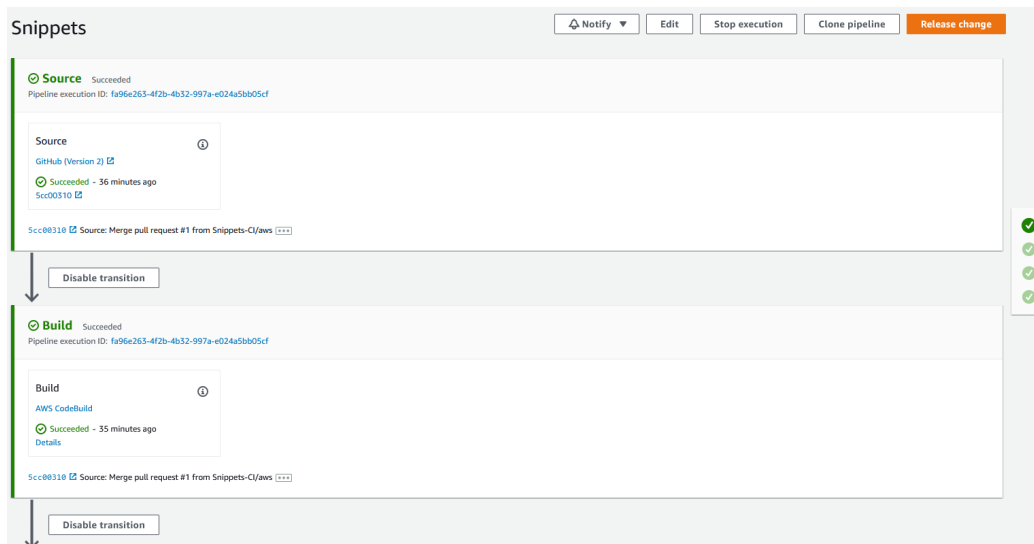 Snippets
Notify ▼
Edit
Stop execution
Clone pipeline
Release change
Source Succeeded
Pipeline execution ID: fa96e263-4f2b-4b32-997a-e024a5bb05cf
Source
GitHub (Version 2)
Succeeded - 36 minutes ago
5cc00310
5cc00310 Source: Merge pull request #1 from Snippets-CI/aws
Disable transition
Build Succeeded
Pipeline execution ID: fa96e263-4f2b-4b32-997a-e024a5bb05cf
Build
AWS CodeBuild
Succeeded - 35 minutes ago
Details
5cc00310 Source: Merge pull request #1 from Snippets-CI/aws
Disable transition